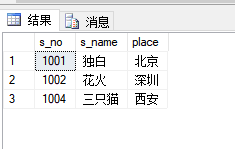 结果 消息
s_no s_name place
1 1001 独白 北京
2 1002 花火 深圳
3 1004 三只猫 西安